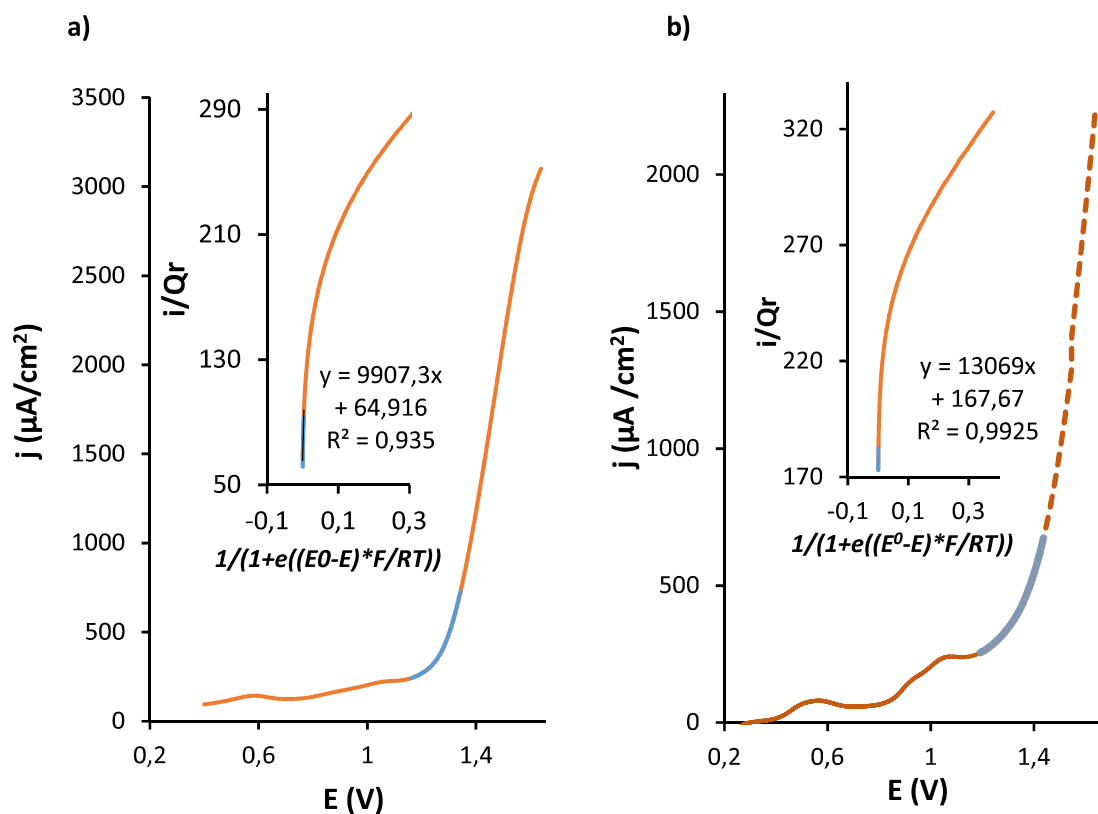 a)
3500
3000
2500
2000
1500
1000
500
0
0,2
0,6
1
1,4
j (µA/cm²)
E (V)
290
210
130
50
-0,1
0,1
0,3
i/Qr
y = 9907,3x
+ 64,916
R² = 0,935
1/(1+e((E0-E)*F/RT))
b)
2000
1500
1000
500
0
0,2
0,6
1
1,4
j (µA /cm²)
E (V)
320
270
220
170
-0,1
0,1
0,3
i/Qr
y = 13069x
+ 167,67
R² = 0,9925
1/(1+e((E⁰-E)*F/RT))